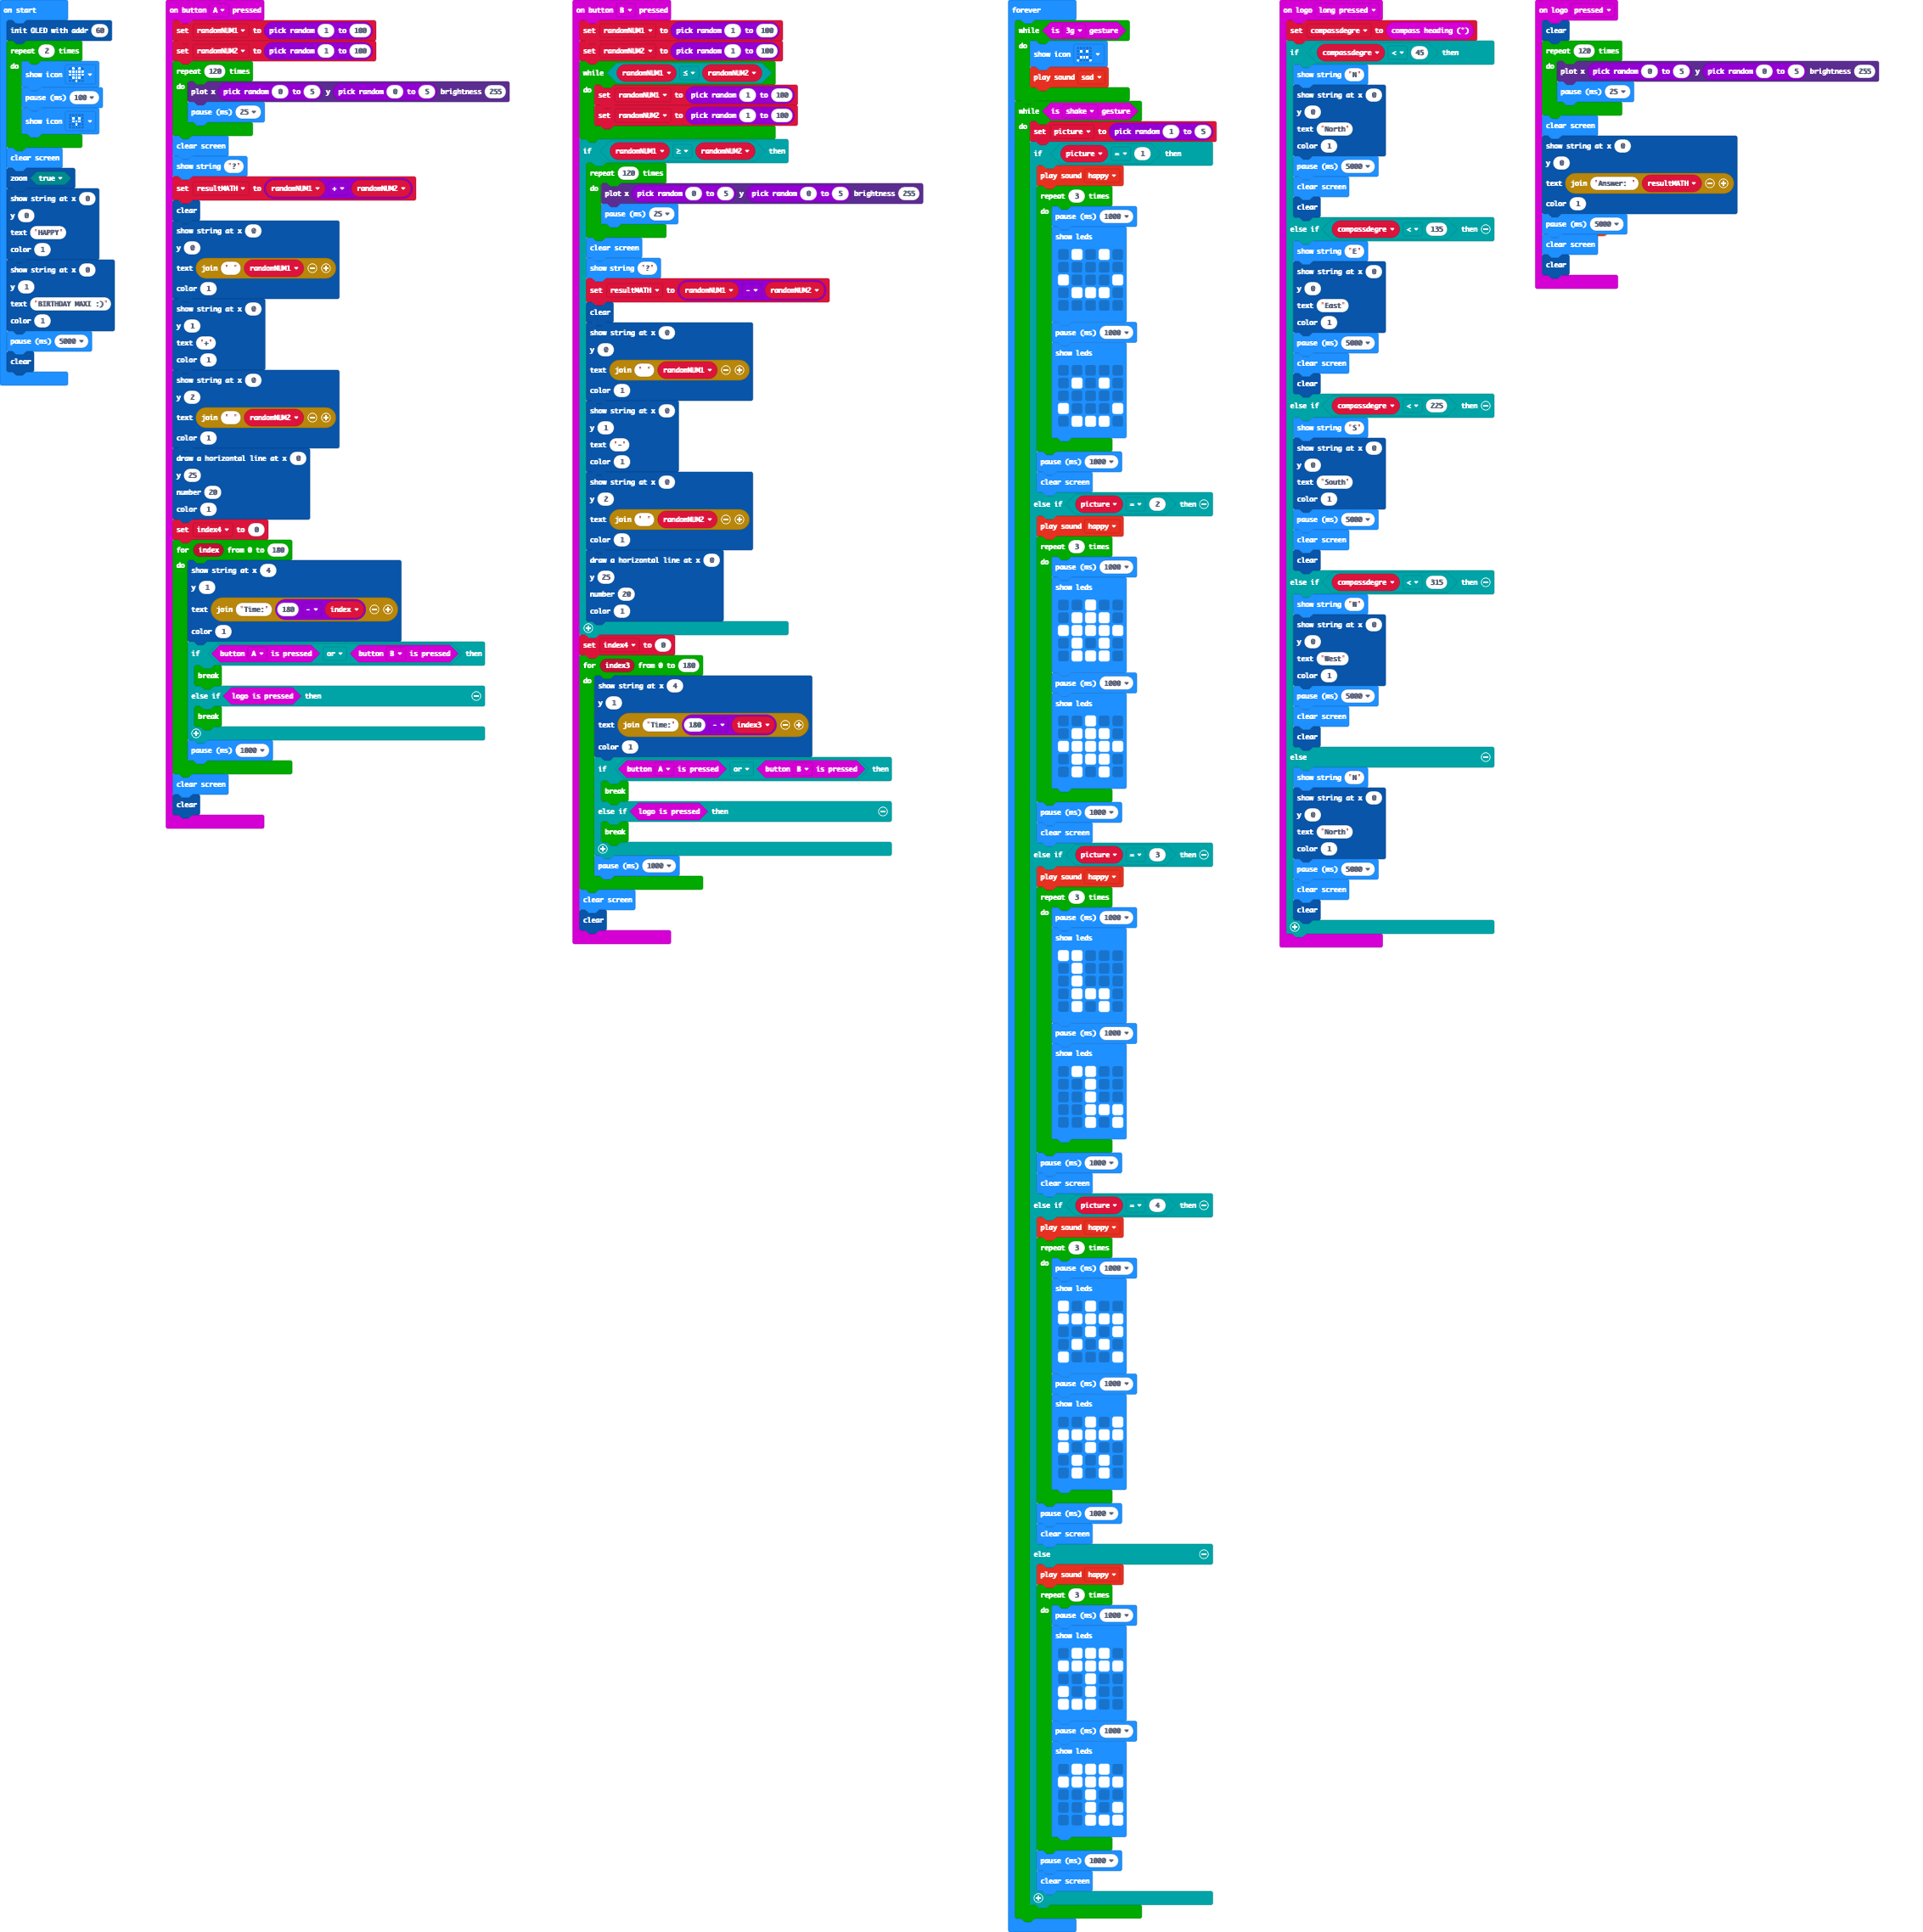 on start
init OLED with addr 60
repeat 2 times
do
show icon
pause (ms) 100
show icon
clear screen
zoom true
show string at x 0
y 0
text "HAPPY"
color 1
show string at x 0
y 1
text "BIRTHDAY MAXI :)"
color 1
pause (ms) 5000
clear
on button A pressed
set randomNUM1 to pick random 1 to 100
set randomNUM2 to pick random 1 to 100
repeat 120 times
do plot x pick random 0 to 5 y pick random 0 to 5 brightness 255
pause (ms) 25
clear screen
show string "?"
set resultMATH to randomNUM1 + randomNUM2
clear
show string at x 0
y 0
text join " " randomNUM1
color 1
show string at x 0
y 1
text "+"
color 1
show string at x 0
y 2
text join " " randomNUM2
color 1
draw a horizontal line at x 0
y 25
number 20
color 1
set index4 to 0
for index from 0 to 180
do show string at x 4
y 1
text join "Time:" 180 - index
color 1
if button A is pressed or button B is pressed then
break
else if logo is pressed then
break
pause (ms) 1000
clear screen
clear
on button B pressed
set randomNUM1 to pick random 1 to 100
set randomNUM2 to pick random 1 to 100
while randomNUM1 ≤ randomNUM2
do set randomNUM1 to pick random 1 to 100
set randomNUM2 to pick random 1 to 100
if randomNUM1 ≥ randomNUM2 then
repeat 120 times
do plot x pick random 0 to 5 y pick random 0 to 5 brightness 255
pause (ms) 25
clear screen
show string "?"
set resultMATH to randomNUM1 - randomNUM2
clear
show string at x 0
y 0
text join " " randomNUM1
color 1
show string at x 0
y 1
text "-"
color 1
show string at x 0
y 2
text join " " randomNUM2
color 1
draw a horizontal line at x 0
y 25
number 20
color 1
set index4 to 0
for index3 from 0 to 180
do show string at x 4
y 1
text join "Time:" 180 - index3
color 1
if button A is pressed or button B is pressed then
break
else if logo is pressed then
break
pause (ms) 1000
clear screen
clear
forever
while is 3g gesture
do show icon
play sound sad
while is shake gesture
do set picture to pick random 1 to 5
if picture = 1 then
play sound happy
repeat 3 times
do pause (ms) 1000
show leds
pause (ms) 1000
show leds
pause (ms) 1000
clear screen
else if picture = 2 then
play sound happy
repeat 3 times
do pause (ms) 1000
show leds
pause (ms) 1000
show leds
pause (ms) 1000
clear screen
else if picture = 3 then
play sound happy
repeat 3 times
do pause (ms) 1000
show leds
pause (ms) 1000
show leds
pause (ms) 1000
clear screen
else if picture = 4 then
play sound happy
repeat 3 times
do pause (ms) 1000
show leds
pause (ms) 1000
show leds
pause (ms) 1000
clear screen
else
play sound happy
repeat 3 times
do pause (ms) 1000
show leds
pause (ms) 1000
show leds
pause (ms) 1000
clear screen
on logo long pressed
set compassdegre to compass heading (°)
if compassdegre < 45 then
show string "N"
show string at x 0
y 0
text "North"
color 1
pause (ms) 5000
clear screen
clear
else if compassdegre < 135 then
show string "E"
show string at x 0
y 0
text "East"
color 1
pause (ms) 5000
clear screen
clear
else if compassdegre < 225 then
show string "S"
show string at x 0
y 0
text "South"
color 1
pause (ms) 5000
clear screen
clear
else if compassdegre < 315 then
show string "W"
show string at x 0
y 0
text "West"
color 1
pause (ms) 5000
clear screen
clear
else
show string "N"
show string at x 0
y 0
text "North"
color 1
pause (ms) 5000
clear screen
clear
on logo pressed
clear
repeat 120 times
do plot x pick random 0 to 5 y pick random 0 to 5 brightness 255
pause (ms) 25
clear screen
show string at x 0
y 0
text join "Answer: " resultMATH
color 1
pause (ms) 5000
clear screen
clear